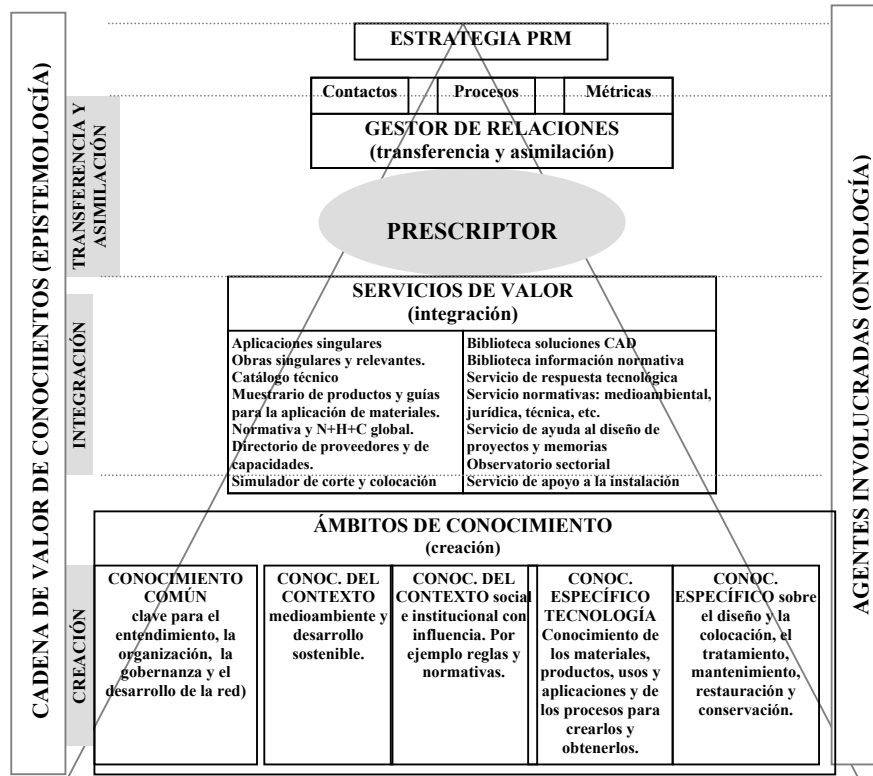 CADENA DE VALOR DE CONOCIIENTOS (EPISTEMOLOGÍA)
TRANSFERENCIA Y
ASIMILACIÓN
INTEGRACIÓN
CREACIÓN
ESTRATEGIA PRM
Contactos
Procesos
Métricas
GESTOR DE RELACIONES
(transferencia y asimilación)
PRESCRIPTOR
SERVICIOS DE VALOR
(integración)
Aplicaciones singulares
Obras singulares y relevantes.
Catálogo técnico
Muestrario de productos y guías
para la aplicación de materiales.
Normativa y N+H+C global.
Directorio de proveedores y de
capacidades.
Simulador de corte y colocación
Biblioteca soluciones CAD
Biblioteca información normativa
Servicio de respuesta tecnológica
Servicio normativas: medioambiental,
jurídica, técnica, etc.
Servicio de ayuda al diseño de
proyectos y memorias
Observatorio sectorial
Servicio de apoyo a la instalación
ÁMBITOS DE CONOCIMIENTO
(creación)
CONOCIMIENTO
COMÚN
clave para el
entendimiento, la
organización, la
gobernanza y el
desarrollo de la red)
CONOC. DEL
CONTEXTO
medioambiente y
desarrollo
sostenible.
CONOC. DEL
CONTEXTO social
e institucional con
influencia. Por
ejemplo reglas y
normativas.
CONOC.
ESPECÍFICO
TECNOLOGÍA
Conocimiento de
los materiales,
productos, usos y
aplicaciones y de
los procesos para
crearlos y
obtenerlos.
CONOC.
ESPECÍFICO sobre
el diseño y la
colocación, el
tratamiento,
mantenimiento,
restauración y
conservación.
AGENTES INVOLUCRADAS (ONTOLOGÍA)